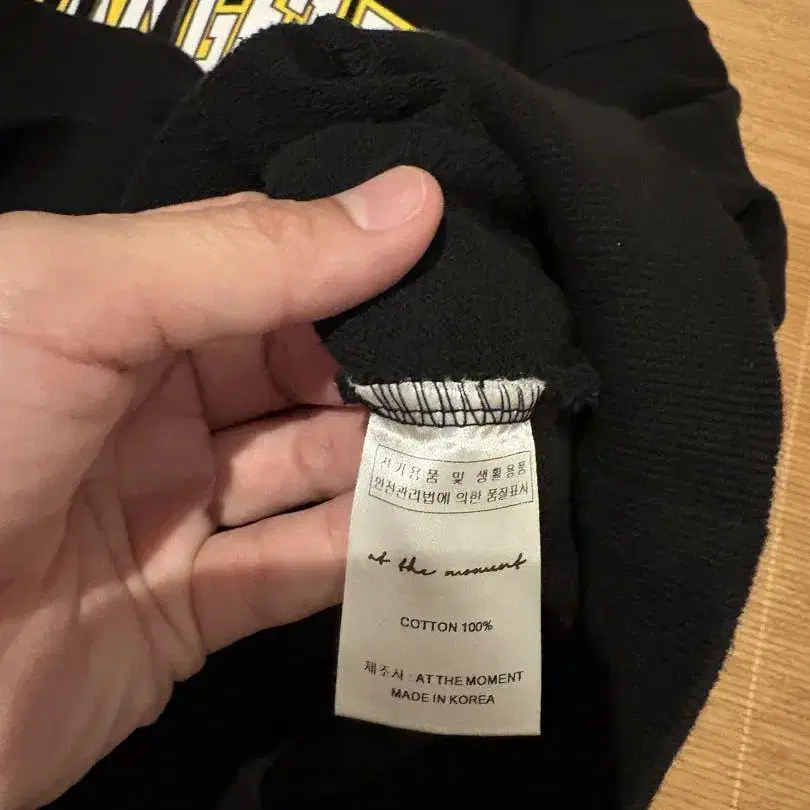 전기용품 및 생활용품
안전관리법에 의한 품질표시
at the moment
COTTON 100%
제조사 : AT THE MOMENT
MADE IN KOREA